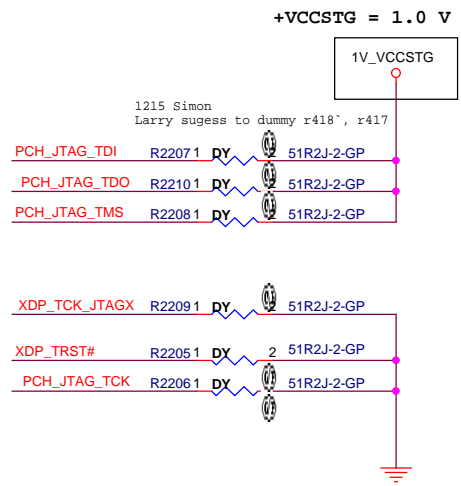 +VCCSTG = 1.0 V
1V_VCCSTG
1215 Simon
Larry sugess to dummy r418`, r417
PCH_JTAG_TDI R2207 1 DY 2 51R2J-2-GP
PCH_JTAG_TDO R2210 1 DY 2 51R2J-2-GP
PCH_JTAG_TMS R2208 1 DY 2 51R2J-2-GP
XDP_TCK_JTAGX R2209 1 DY 2 51R2J-2-GP
XDP_TRST# R2205 1 DY 2 51R2J-2-GP
PCH_JTAG_TCK R2206 1 DY 51R2J-2-GP